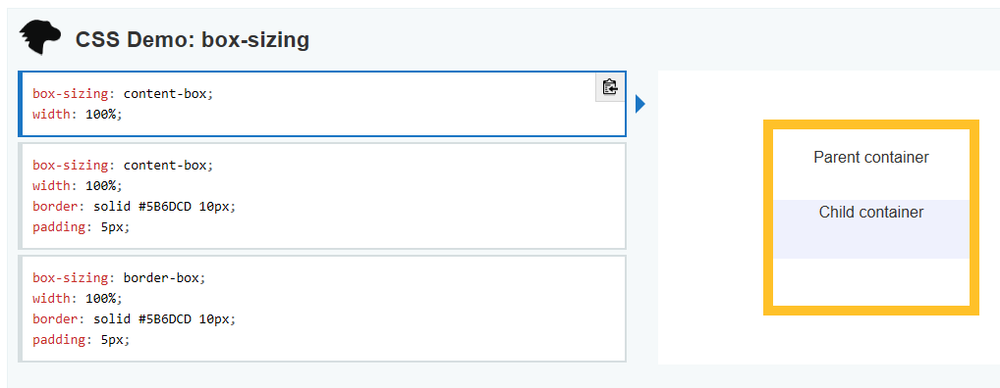 CSS Demo: box-sizing
box-sizing: content-box;
width: 100%;
box-sizing: content-box;
width: 100%;
border: solid #5B6DCD 10px;
padding: 5px;
box-sizing: border-box;
width: 100%;
border: solid #5B6DCD 10px;
padding: 5px;
Parent container
Child container